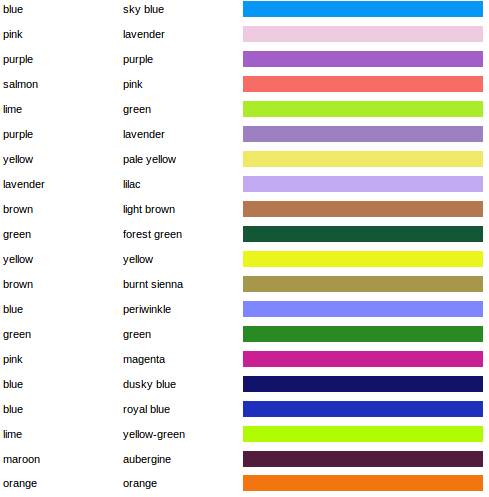 blue sky blue
pink lavender
purple purple
salmon pink
lime green
purple lavender
yellow pale yellow
lavender lilac
brown light brown
green forest green
yellow yellow
brown burnt sienna
blue periwinkle
green green
pink magenta
blue dusky blue
blue royal blue
lime yellow-green
maroon aubergine
orange orange